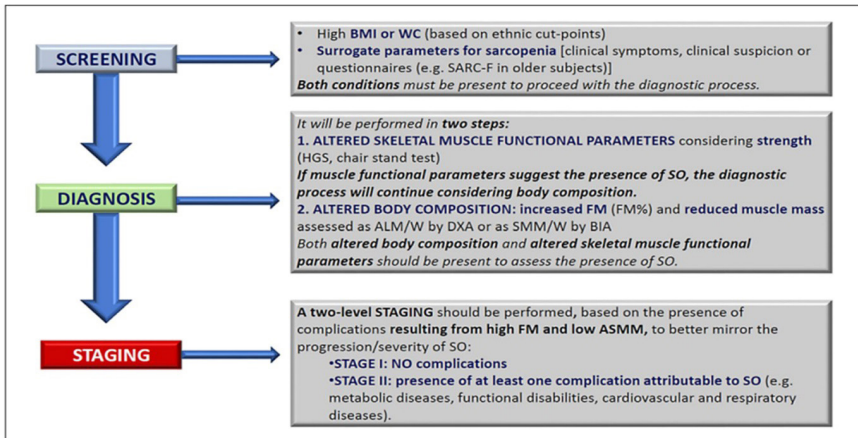 SCREENING
• High BMI or WC (based on ethnic cut-points)
• Surrogate parameters for sarcopenia [clinical symptoms, clinical suspicion or
questionnaires (e.g. SARC-F in older subjects)]
Both conditions must be present to proceed with the diagnostic process.
DIAGNOSIS
It will be performed in two steps:
1. ALTERED SKELETAL MUSCLE FUNCTIONAL PARAMETERS considering strength
(HGS, chair stand test)
If muscle functional parameters suggest the presence of SO, the diagnostic
process will continue considering body composition.
2. ALTERED BODY COMPOSITION: increased FM (FM%) and reduced muscle mass
assessed as ALM/W by DXA or as SMM/W by BIA
Both altered body composition and altered skeletal muscle functional
parameters should be present to assess the presence of SO.
STAGING
A two-level STAGING should be performed, based on the presence of
complications resulting from high FM and low ASMM, to better mirror the
progression/severity of SO:
•STAGE I: NO complications
•STAGE II: presence of at least one complication attributable to SO (e.g.
metabolic diseases, functional disabilities, cardiovascular and respiratory
diseases).